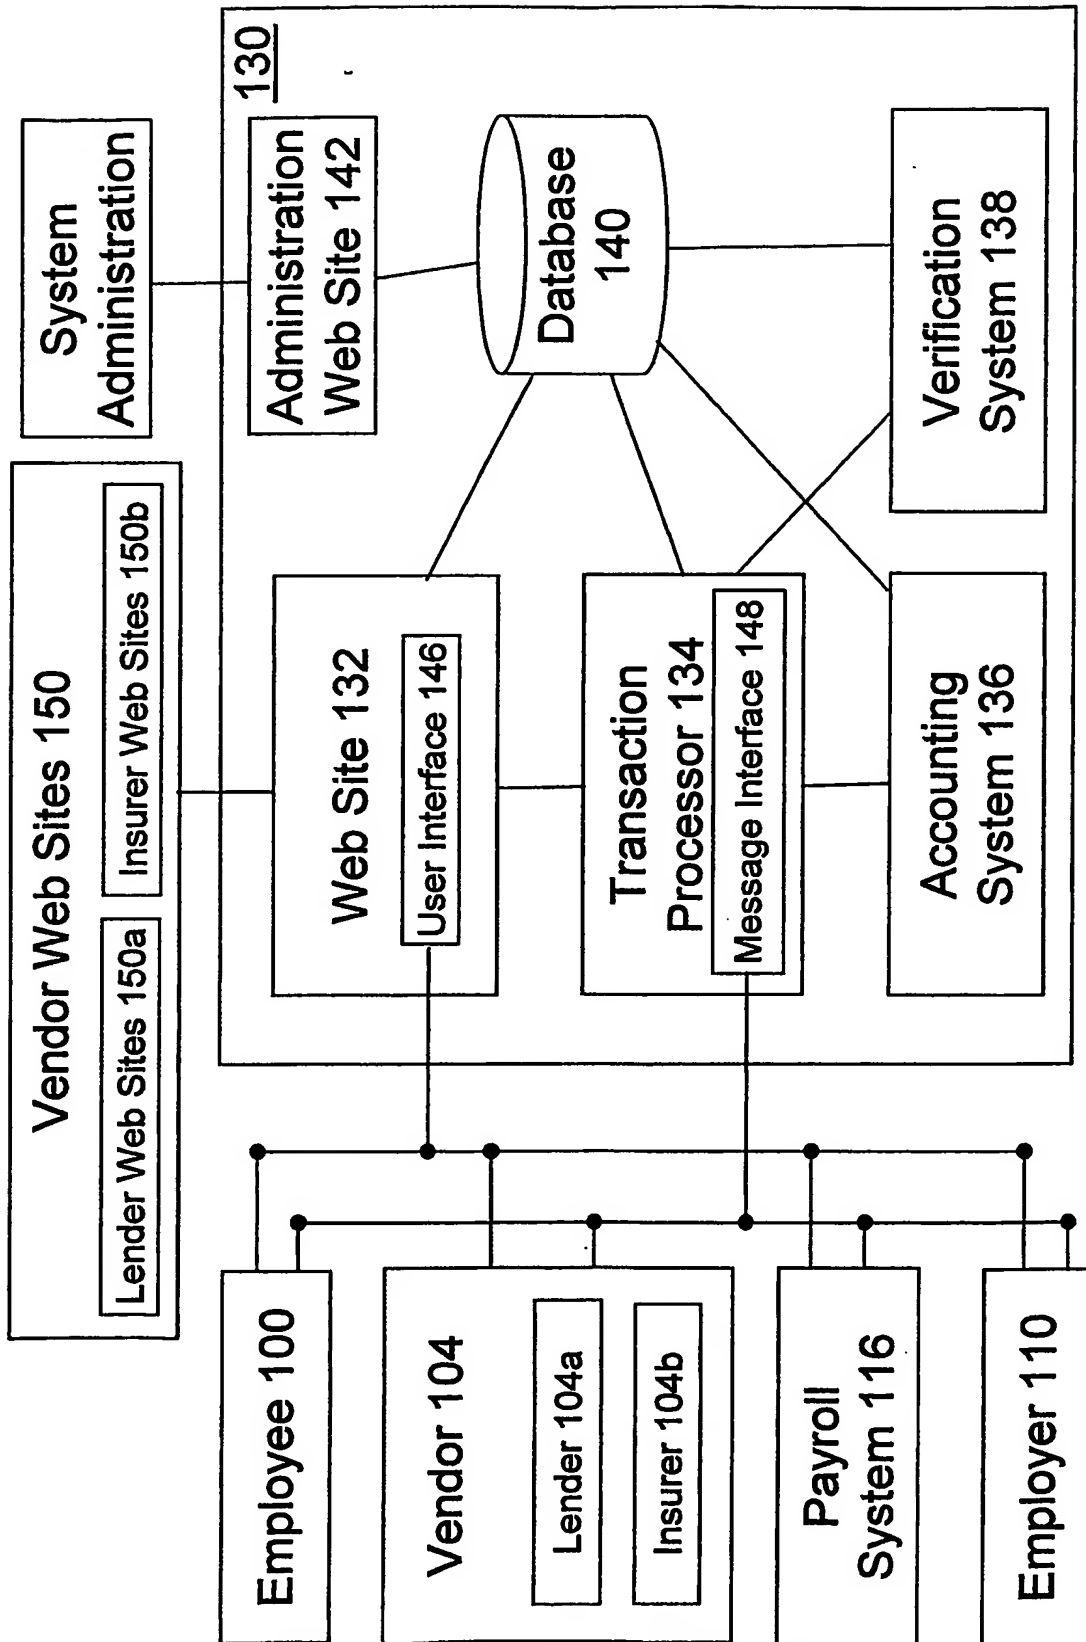 Vendor Web Sites 150
Lender Web Sites 150a
Insurer Web Sites 150b
System
Administration
130
Employee 100
Vendor 104
Lender 104a
Insurer 104b
Payroll
System 116
Employer 110
Web Site 132
User Interface 146
Transaction
Processor 134
Message Interface 148
Accounting
System 136
Administration
Web Site 142
Database
140
Verification
System 138